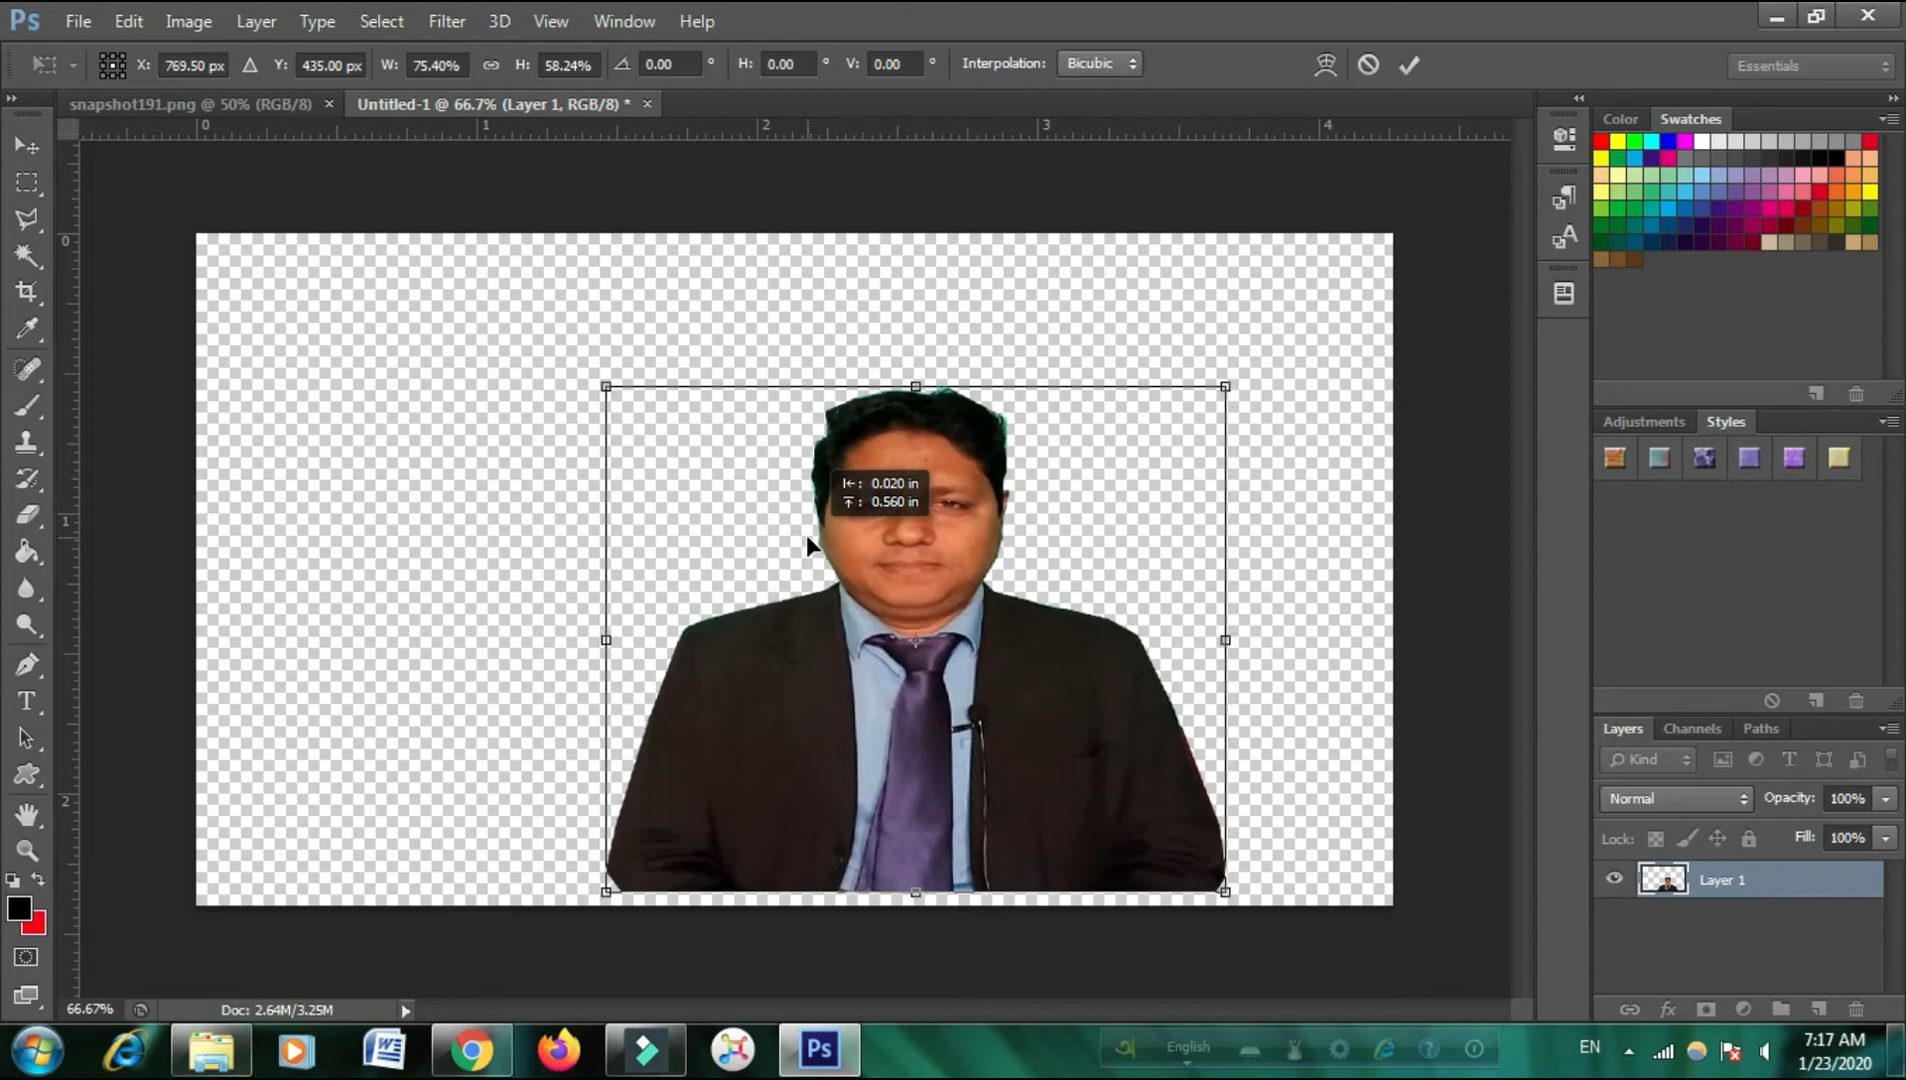 Ps File Edit Image Layer Type Select Filter 3D View Window Help
X: 769.50 px Y: 435.00 px W: 75.40% H: 58.24% 0.00 ° H: 0.00 ° V: 0.00 ° Interpolation: Bicubic Essentials
snapshot191.png @ 50% (RGB/8) × Untitled-1 @ 66.7% (Layer 1, RGB/8) * ×
0 1 2 3 4
Color Swatches
0
Adjustments Styles
: 0.020 in
: 0.560 in
1
Layers Channels Paths
Kind
Normal Opacity: 100%
2
Lock: Fill: 100%
Layer 1
66.67% Doc: 2.64M/3.25M
English
EN
7:17 AM
1/23/2020
Ps